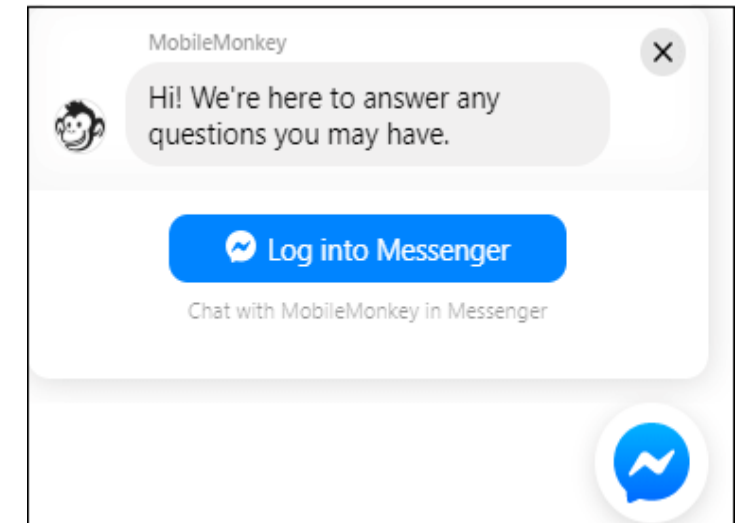 MobileMonkey
Hi! We're here to answer any
questions you may have.
Log into Messenger
Chat with MobileMonkey in Messenger